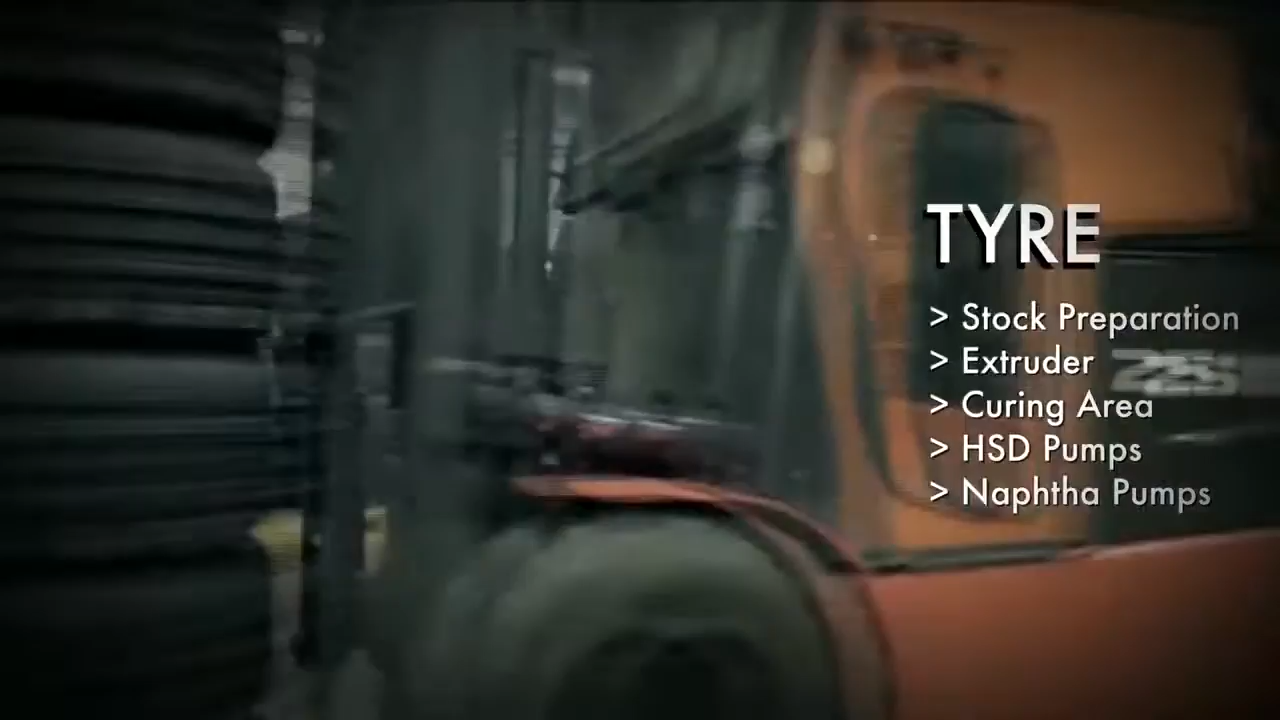 TYRE
> Stock Preparation
> Extruder
> Curing Area
> HSD Pumps
> Naphtha Pumps